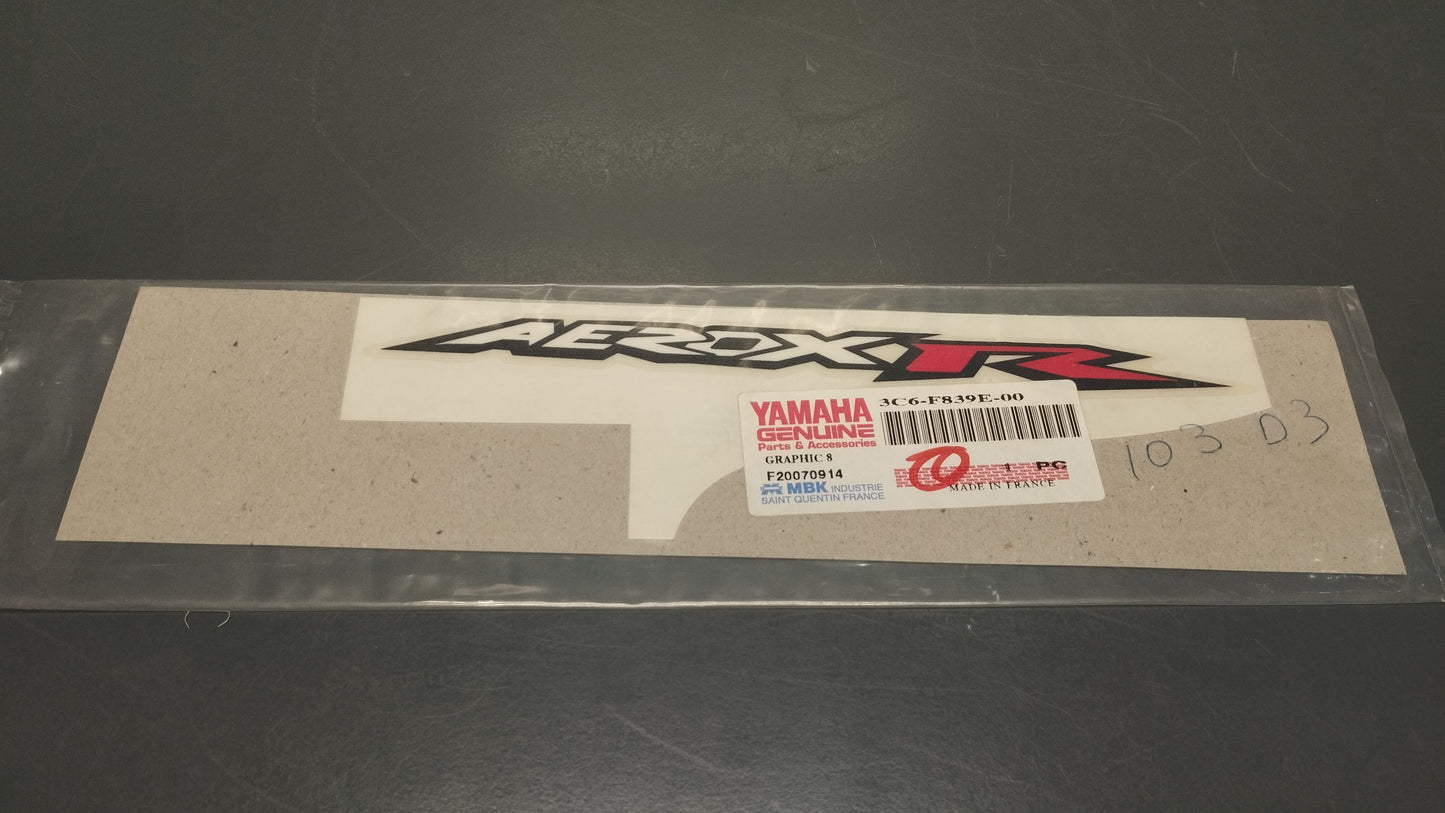 AEROX R
YAMAHA
GENUINE
Parts & Accessories
3C6-F839E-00
GRAPHIC 8
F20070914
MBK INDUSTRIE
SAINT QUENTIN FRANCE
1 PC
MADE IN FRANCE
103 D3